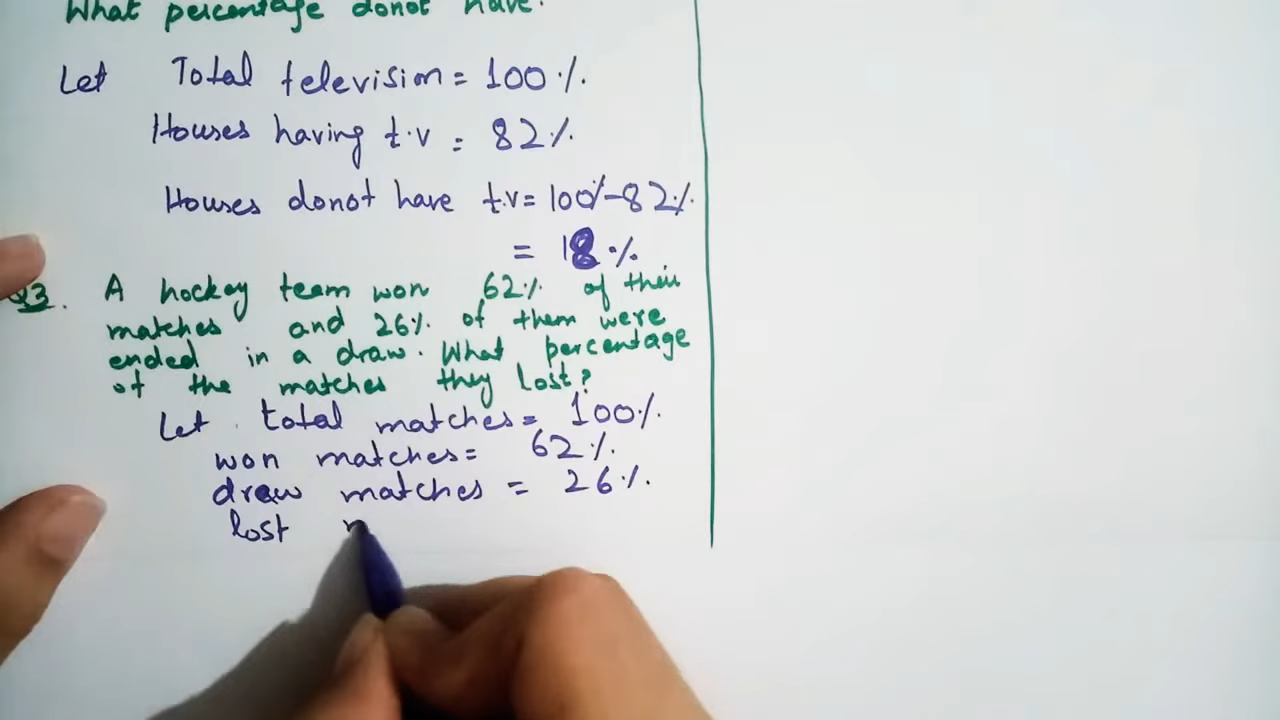 What percentage donot have.
Let Total television = 100%
Houses having t.v = 82%
Houses donot have t.v = 100%-82%
= 18%
Q3. A hockey team won 62% of their
matches and 26% of them were
ended in a draw. What percentage
of the matches they lost?
Let total matches = 100%
won matches = 62%
draw matches = 26%
lost